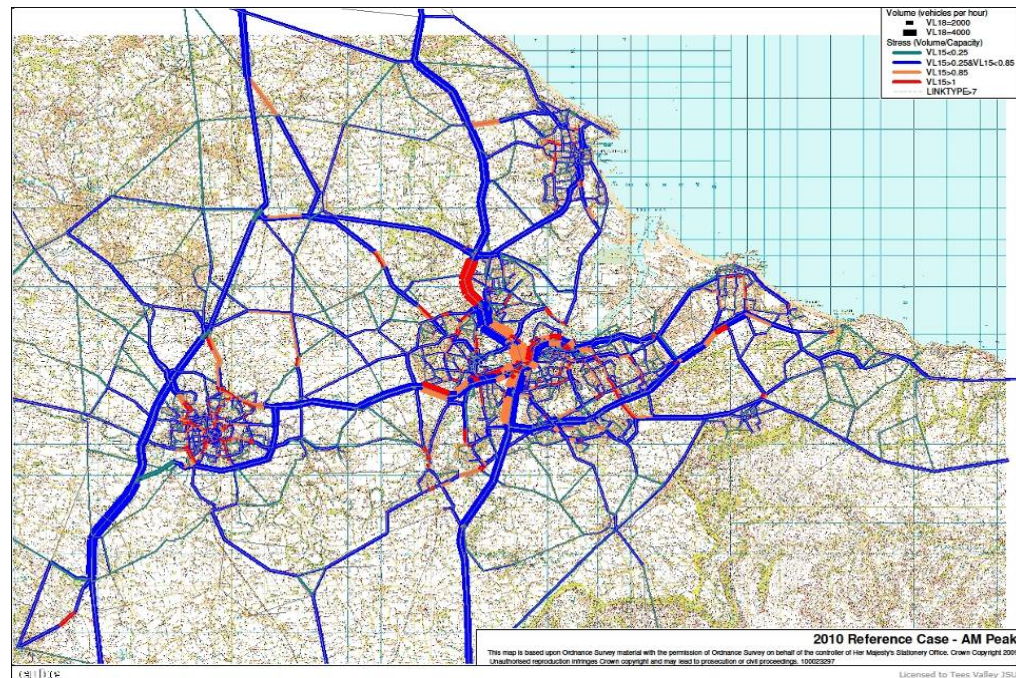 Volume (vehicles per hour)
VL18=2000
VL18=4000
Stress (Volume/Capacity)
VL15<0.25
VL15>0.25&VL15<0.85
VL15>0.85
VL15>1
LINKTYPE>7
2010 Reference Case - AM Peak
This map is based upon Ordnance Survey material with the permission of Ordnance Survey on behalf of the controller of Her Majesty's Stationery Office. Crown Copyright 2009
Unauthorised reproduction infringes Crown copyright and may lead to prosecution or civil proceedings. 100023297
Licensed to Tees Valley JSU